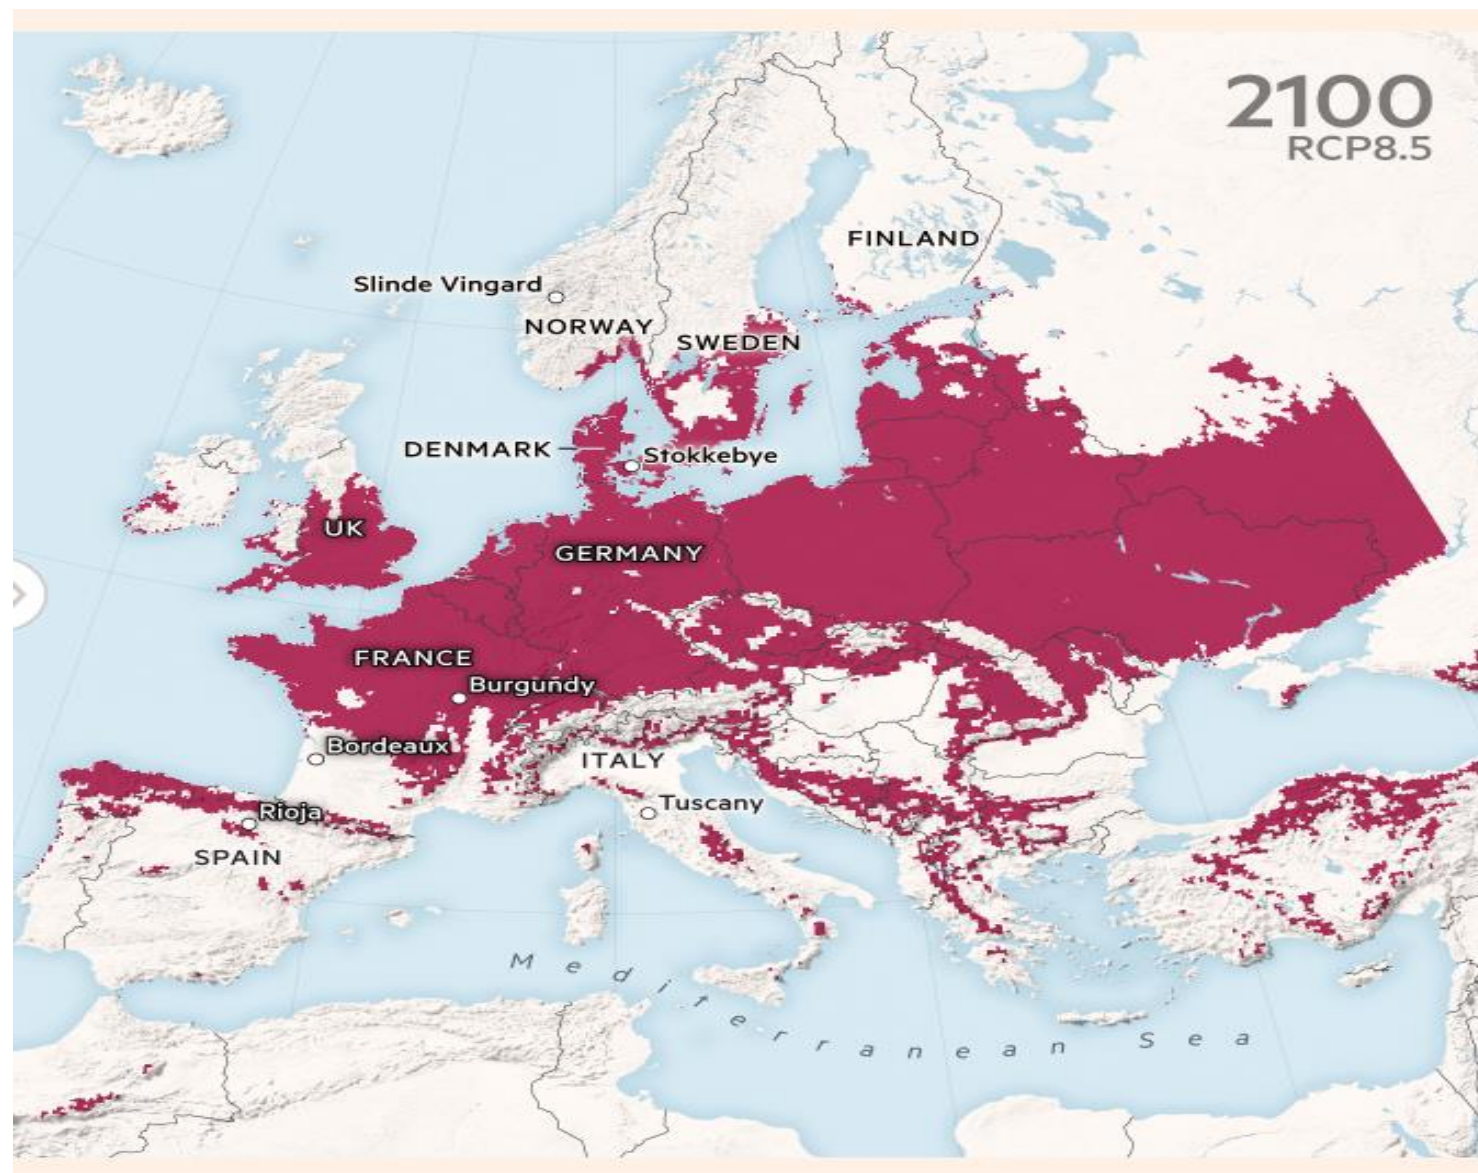 2100
RCP8.5
FINLAND
Slinde Vingard
NORWAY
SWEDEN
DENMARK
Stokkebye
UK
GERMANY
FRANCE
Burgundy
Bordeaux
ITALY
Rioja
Tuscany
SPAIN
Mediterranean Sea